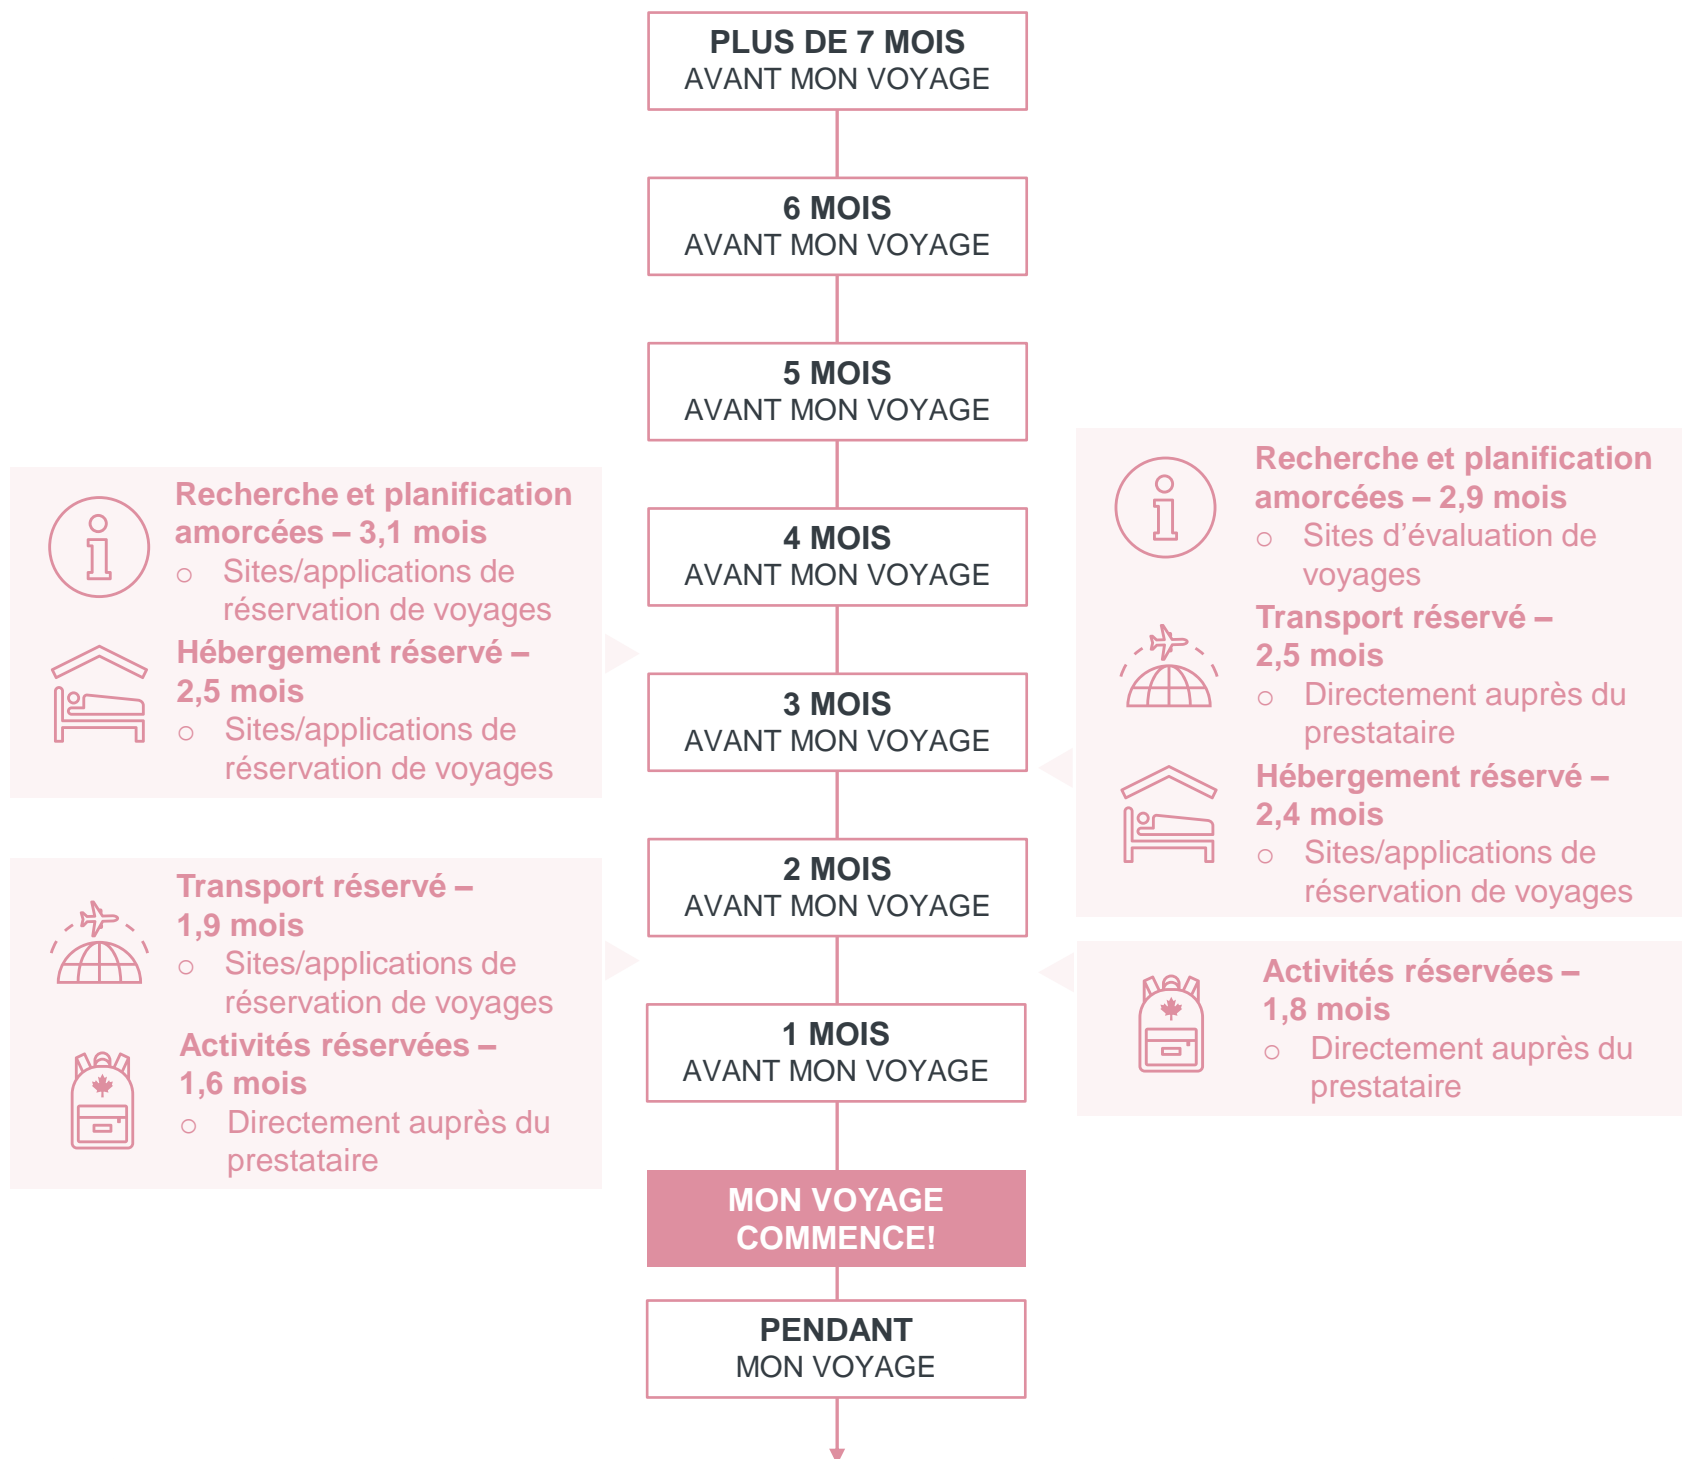 PLUS DE 7 MOIS
AVANT MON VOYAGE
6 MOIS
AVANT MON VOYAGE
5 MOIS
AVANT MON VOYAGE
4 MOIS
AVANT MON VOYAGE
3 MOIS
AVANT MON VOYAGE
2 MOIS
AVANT MON VOYAGE
1 MOIS
AVANT MON VOYAGE
MON VOYAGE
COMMENCE!
PENDANT
MON VOYAGE
Recherche et planification
amorcées – 3,1 mois
○ Sites/applications de
réservation de voyages
Hébergement réservé –
2,5 mois
○ Sites/applications de
réservation de voyages
Transport réservé –
1,9 mois
○ Sites/applications de
réservation de voyages
Activités réservées –
1,6 mois
○ Directement auprès du
prestataire
Recherche et planification
amorcées – 2,9 mois
○ Sites d’évaluation de
voyages
Transport réservé –
2,5 mois
○ Directement auprès du
prestataire
Hébergement réservé –
2,4 mois
○ Sites/applications de
réservation de voyages
Activités réservées –
1,8 mois
○ Directement auprès du
prestataire